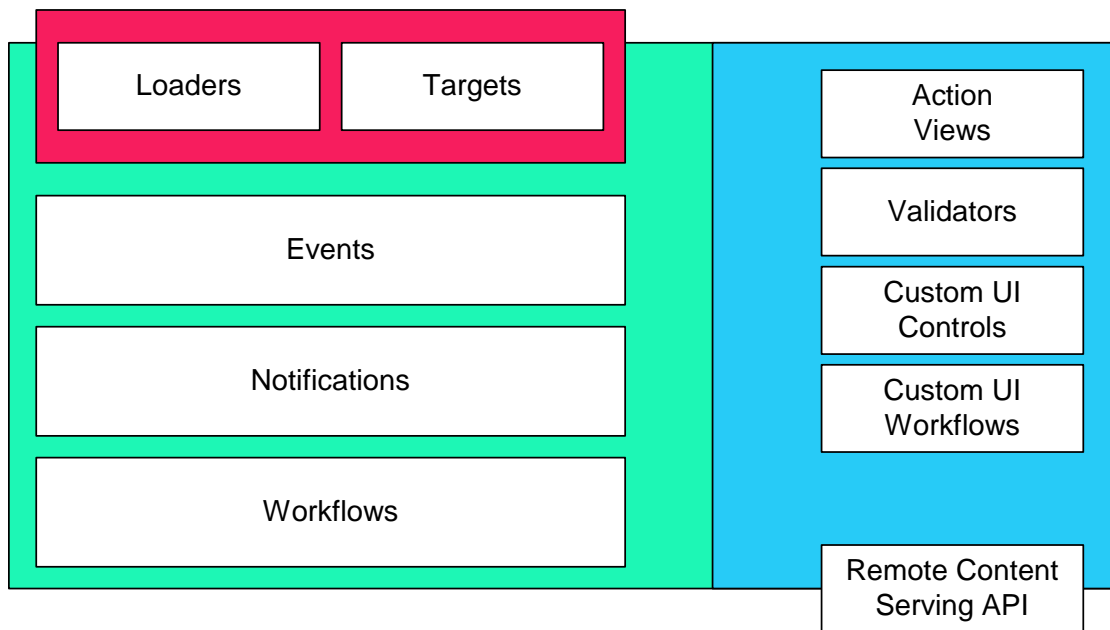 Loaders
Targets
Events
Notifications
Workflows
Action
Views
Validators
Custom UI
Controls
Custom UI
Workflows
Remote Content
Serving API